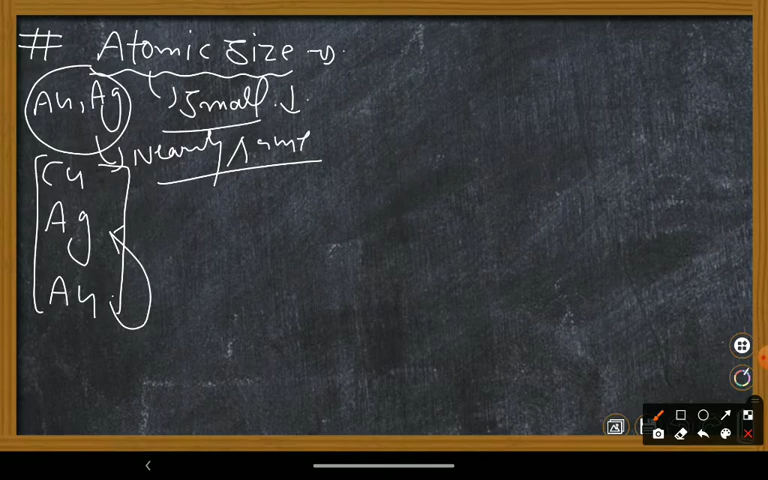 # Atomic Size →
Au, Ag → Small ↓.
→ Nearly same
Cu
Ag
Au